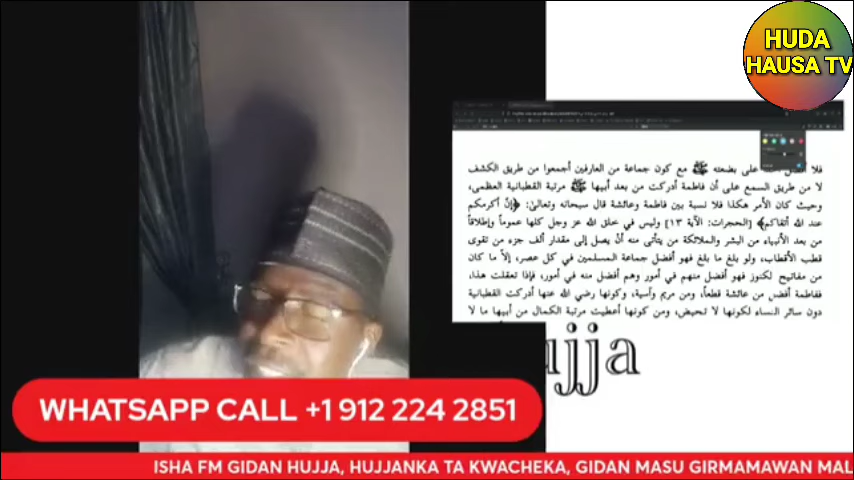 HUDA
HAUSA TV
على بضعته ﷺ مع كون جماعة من العارفين أجمعوا من طريق الكشف
لا من طريق السمع على أن فاطمة أدركت من بعد أبيها ﷺ مرتبة القطبانية العظمى،
وحيث كان الأمر هكذا فلا نسبة بين فاطمة وعائشة قال سبحانه وتعالى: ﴿إنّ أكرمكم
عند الله أتقاكم﴾ [الحجرات: الآية ١٣] وليس في خلق الله عز وجل كلها عموماً وإطلاقاً
من بعد الأنبياء من البشر والملائكة من يتأتى منه أن يصل إلى مقدار ألف جزء من تقوى
قطب الأقطاب، ولو بلغ ما بلغ فهو أفضل جماعة المسلمين في كل عصر، إلاّ ما كان
من مفاتيح لكنوز فهو أفضل منهم في أمور وهم أفضل منه في أمور، فإذا تعقلت هذا،
ففاطمة أفضس من عائشة قطعاً، ومن مريم وآسية، وكونها رضي الله عنها أدركت القطبانية
دون سائر النساء لكونها لا تحيض، ومن كونها أعطيت مرتبة الكمال من أبيها ما لا
ujja
WHATSAPP CALL +1 912 224 2851
ISHA FM GIDAN HUJJA, HUJJANKA TA KWACHEKA, GIDAN MASU GIRMAMAWAN MAL